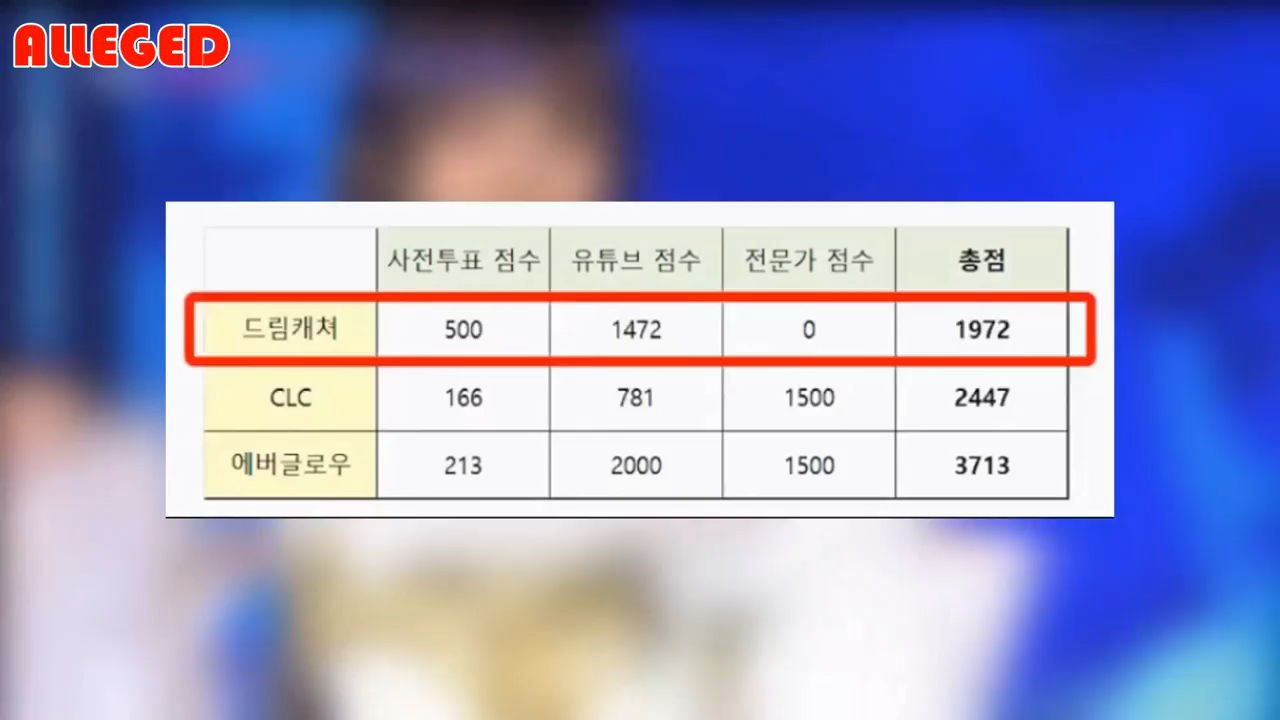 ALLEGED
사전투표 점수 유튜브 점수 전문가 점수 총점
드림캐쳐 500 1472 0 1972
CLC 166 781 1500 2447
에버글로우 213 2000 1500 3713